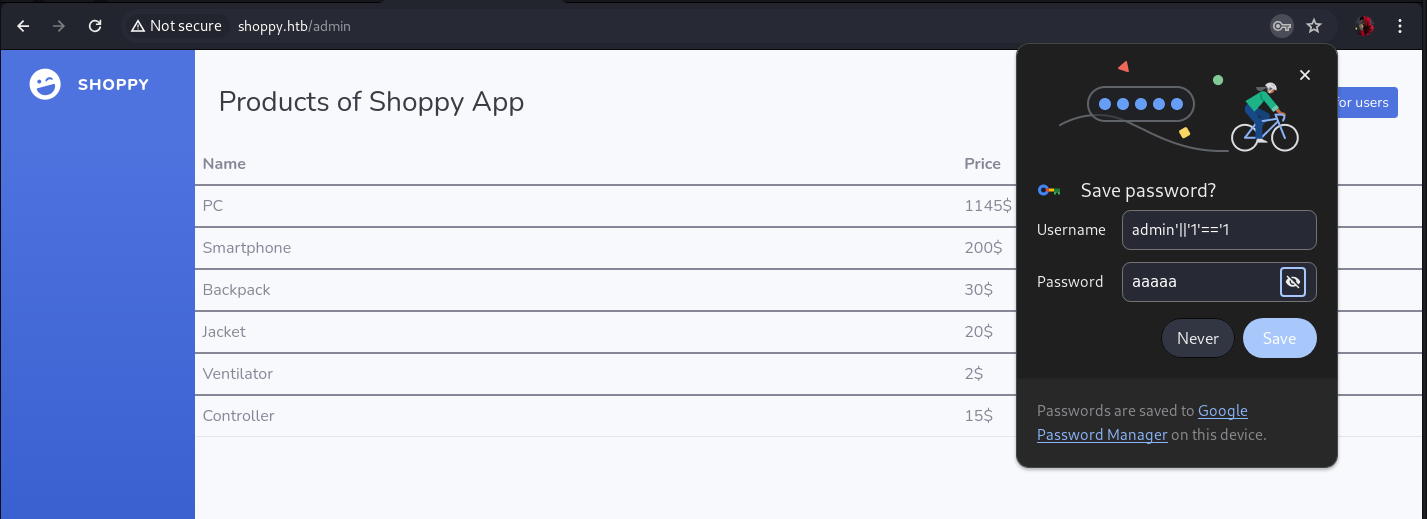 Not secure shoppy.htb/admin
SHOPPY
Products of Shoppy App
for users
Name Price
PC 1145$
Smartphone 200$
Backpack 30$
Jacket 20$
Ventilator 2$
Controller 15$
Save password?
Username admin'||'1'=='1
Password aaaaa
Never Save
Passwords are saved to Google
Password Manager on this device.